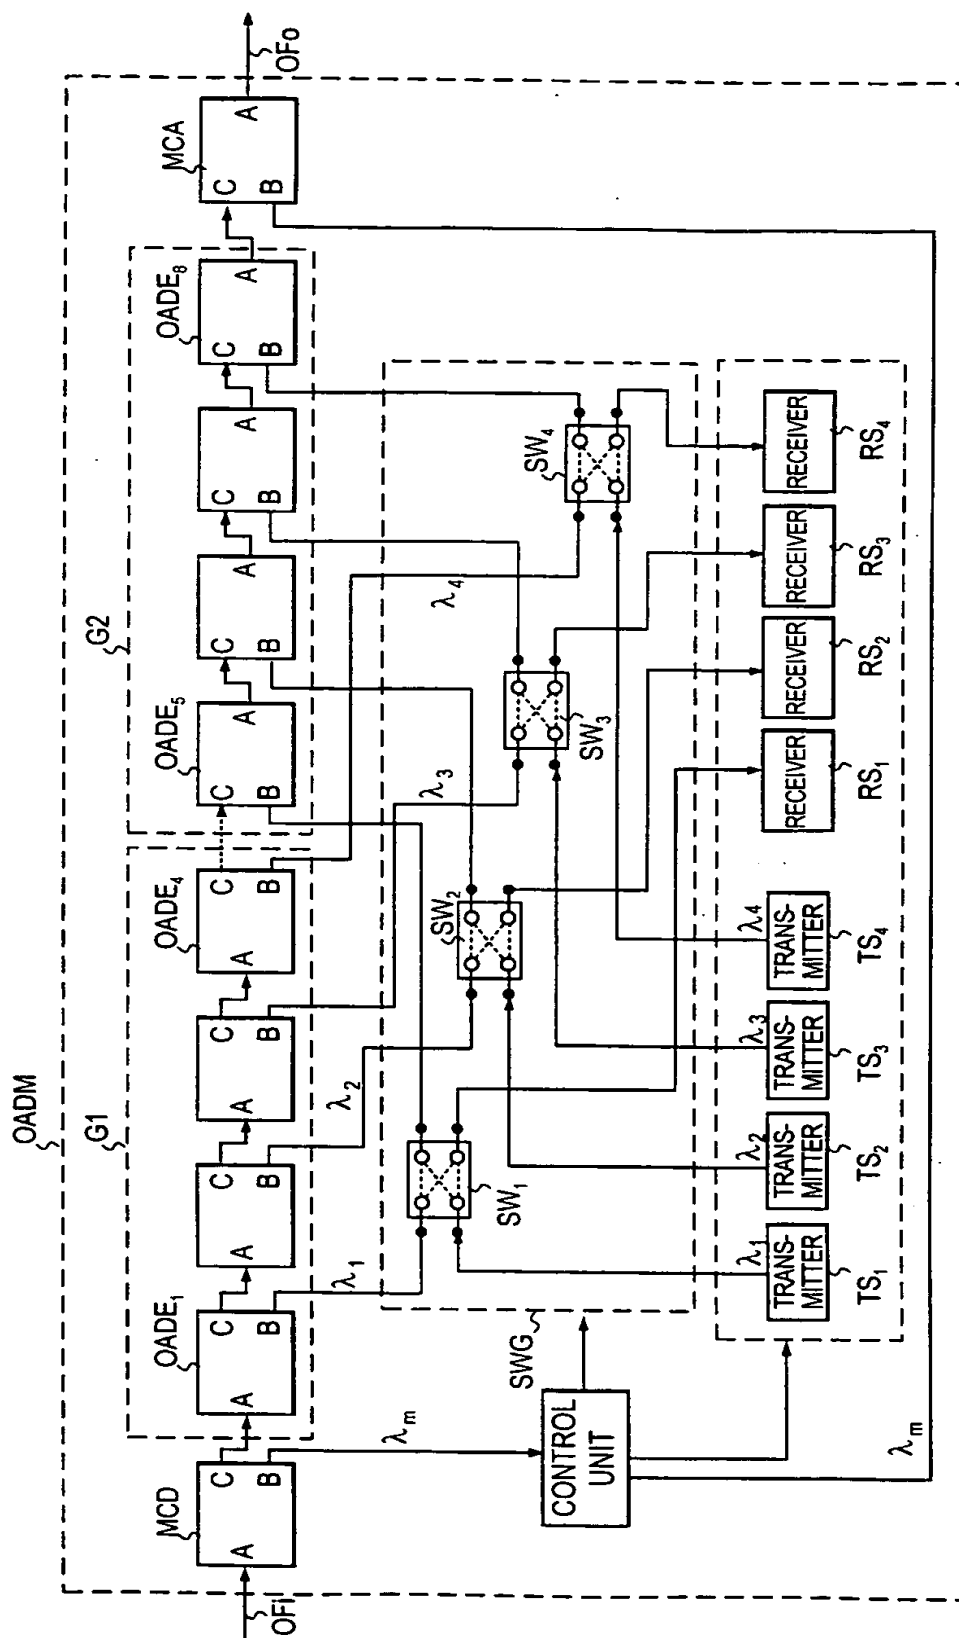 OADM
G1
G2
OFi
MCD
A
C
B
OADE1
A
C
B
A
C
B
A
C
B
OADE4
A
C
B
OADE5
C
B
A
C
B
A
C
B
A
OADE8
C
B
A
MCA
C
B
A
OFo
λm
λ1
λ2
λ3
λ4
SW1
SW2
SW3
SW4
SWG
CONTROL
UNIT
λ1
TRANS-
MITTER
TS1
λ2
TRANS-
MITTER
TS2
λ3
TRANS-
MITTER
TS3
λ4
TRANS-
MITTER
TS4
RECEIVER
RS1
RECEIVER
RS2
RECEIVER
RS3
RECEIVER
RS4
λm